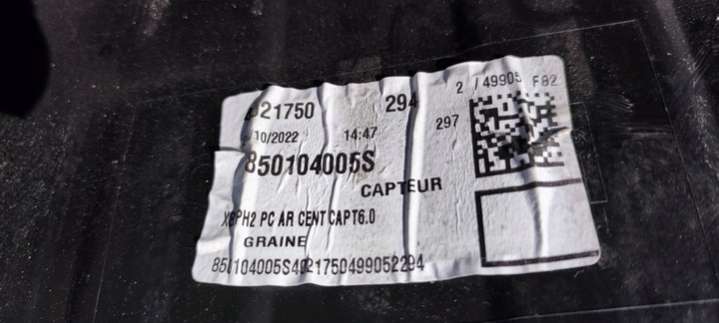 21750 294 2 / 49905 F82
10/2022 14:47 297
850104005S
CAPTEUR
PH2 PC AR CENT CAPT6.0
GRAINE